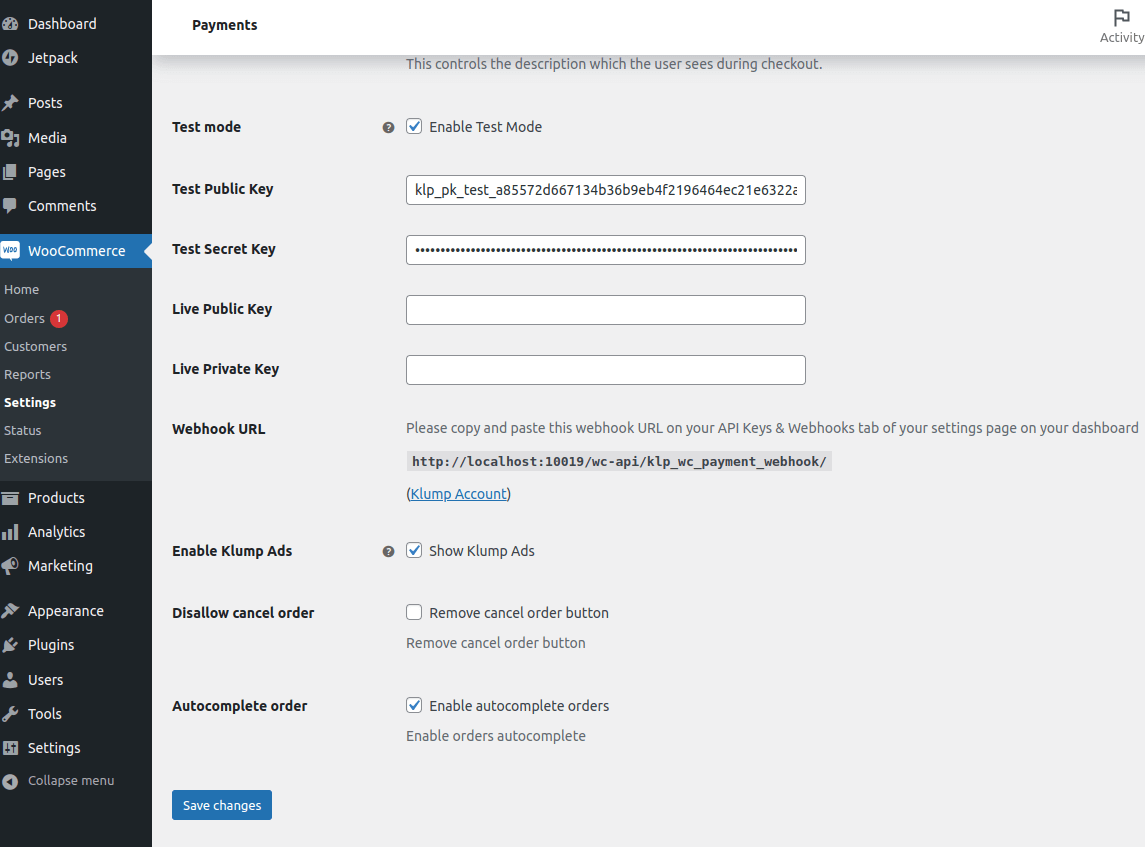 Dashboard
Jetpack
Posts
Media
Pages
Comments
WOO
WooCommerce
Home
Orders 1
Customers
Reports
Settings
Status
Extensions
Products
Analytics
Marketing
Appearance
Plugins
Users
Tools
Settings
Collapse menu
Payments
Activity
This controls the description which the user sees during checkout.
Test mode ? Enable Test Mode
Test Public Key klp_pk_test_a85572d667134b36b9eb4f2196464ec21e6322a
Test Secret Key
Live Public Key
Live Private Key
Webhook URL Please copy and paste this webhook URL on your API Keys & Webhooks tab of your settings page on your dashboard
http://localhost:10019/wc-api/klp_wc_payment_webhook/
(Klump Account)
Enable Klump Ads ? Show Klump Ads
Disallow cancel order Remove cancel order button
Remove cancel order button
Autocomplete order Enable autocomplete orders
Enable orders autocomplete
Save changes